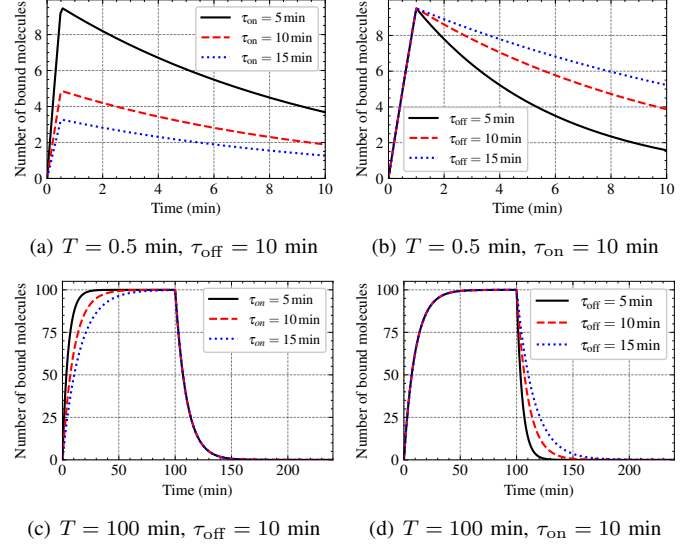 Number of bound molecules
8
6
4
2
0
τon = 5 min
τon = 10 min
τon = 15 min
0 2 4 6 8 10
Time (min)
(a) T = 0.5 min, τoff = 10 min
Number of bound molecules
8
6
4
2
0
τoff = 5 min
τoff = 10 min
τoff = 15 min
0 2 4 6 8 10
Time (min)
(b) T = 0.5 min, τon = 10 min
Number of bound molecules
100
75
50
25
0
τon = 5 min
τon = 10 min
τon = 15 min
0 50 100 150 200
Time (min)
(c) T = 100 min, τoff = 10 min
Number of bound molecules
100
75
50
25
0
τoff = 5 min
τoff = 10 min
τoff = 15 min
0 50 100 150 200
Time (min)
(d) T = 100 min, τon = 10 min